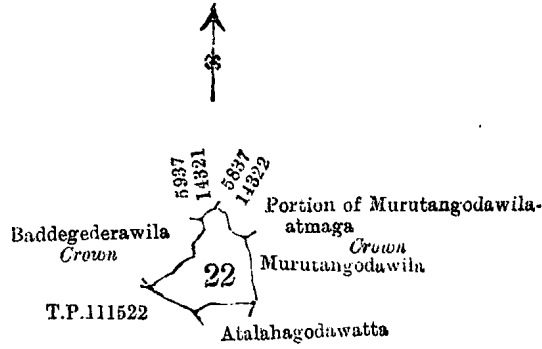 5937
14321
5837
14322
Portion of Murutangodawila-
atmaga
Crown
Baddegederawila
Crown
Murutangodawila
22
T.P.111522
Atalahagodawatta